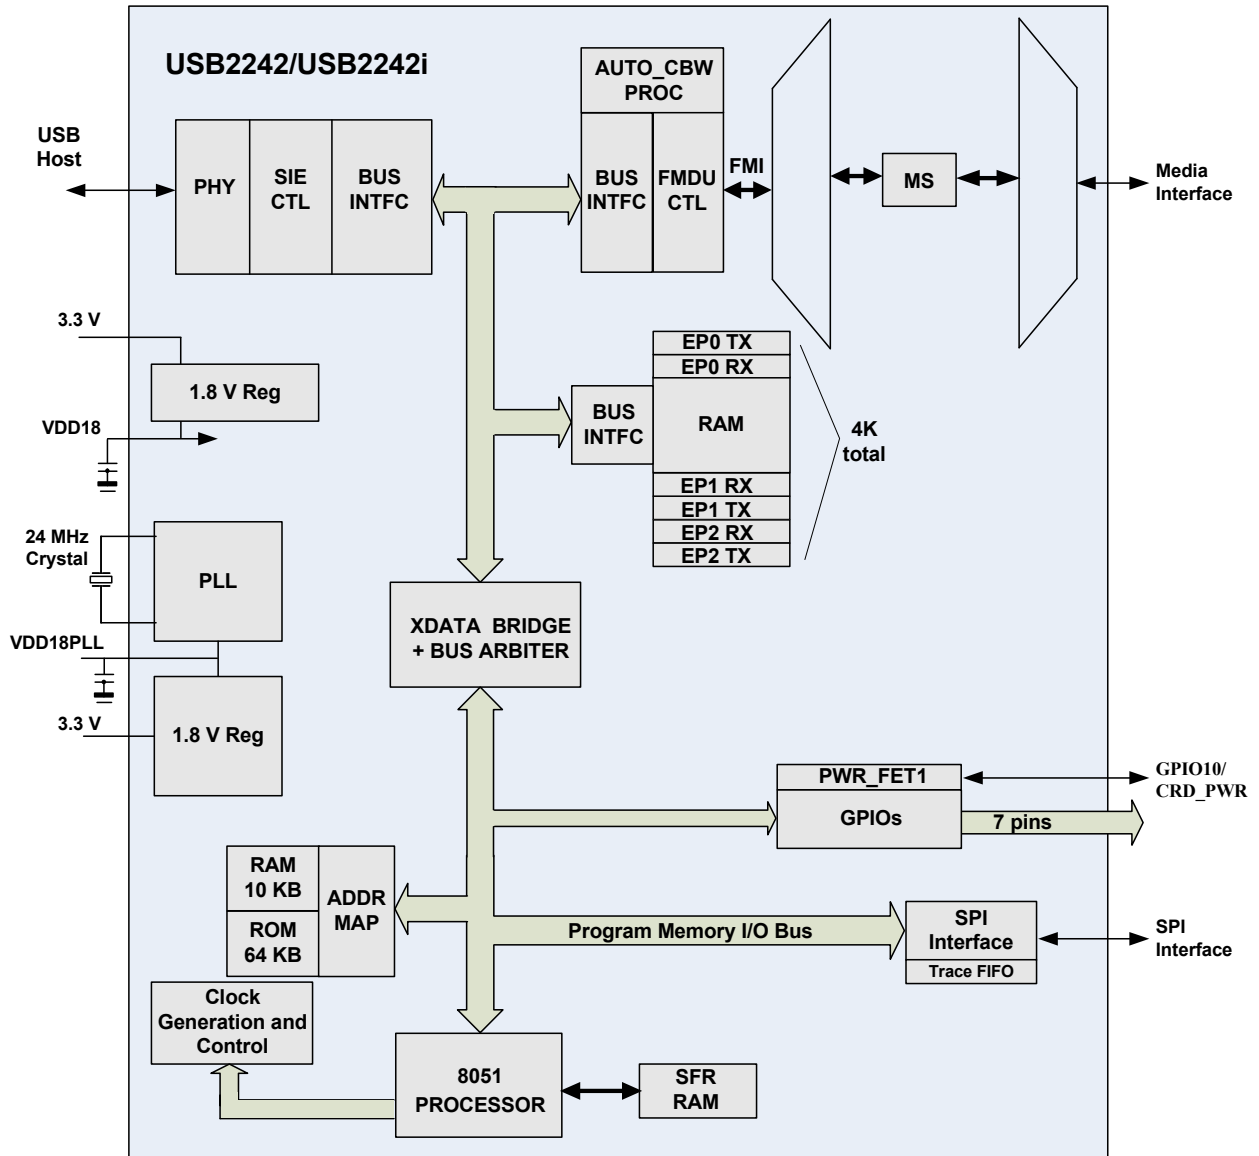 USB2242/USB2242i
AUTO_CBW
PROC
USB
Host
PHY
SIE
CTL
BUS
INTFC
BUS
INTFC
FMDU
CTL
FMI
MS
Media
Interface
3.3 V
1.8 V Reg
VDD18
EP0 TX
EP0 RX
BUS
INTFC
RAM
4K
total
EP1 RX
EP1 TX
EP2 RX
EP2 TX
24 MHz
Crystal
PLL
VDD18PLL
3.3 V
1.8 V Reg
XDATA BRIDGE
+ BUS ARBITER
PWR_FET1
GPIOs
7 pins
GPIO10/
CRD_PWR
RAM
10 KB
ROM
64 KB
ADDR
MAP
Program Memory I/O Bus
SPI
Interface
Trace FIFO
SPI
Interface
Clock
Generation and
Control
8051
PROCESSOR
SFR
RAM